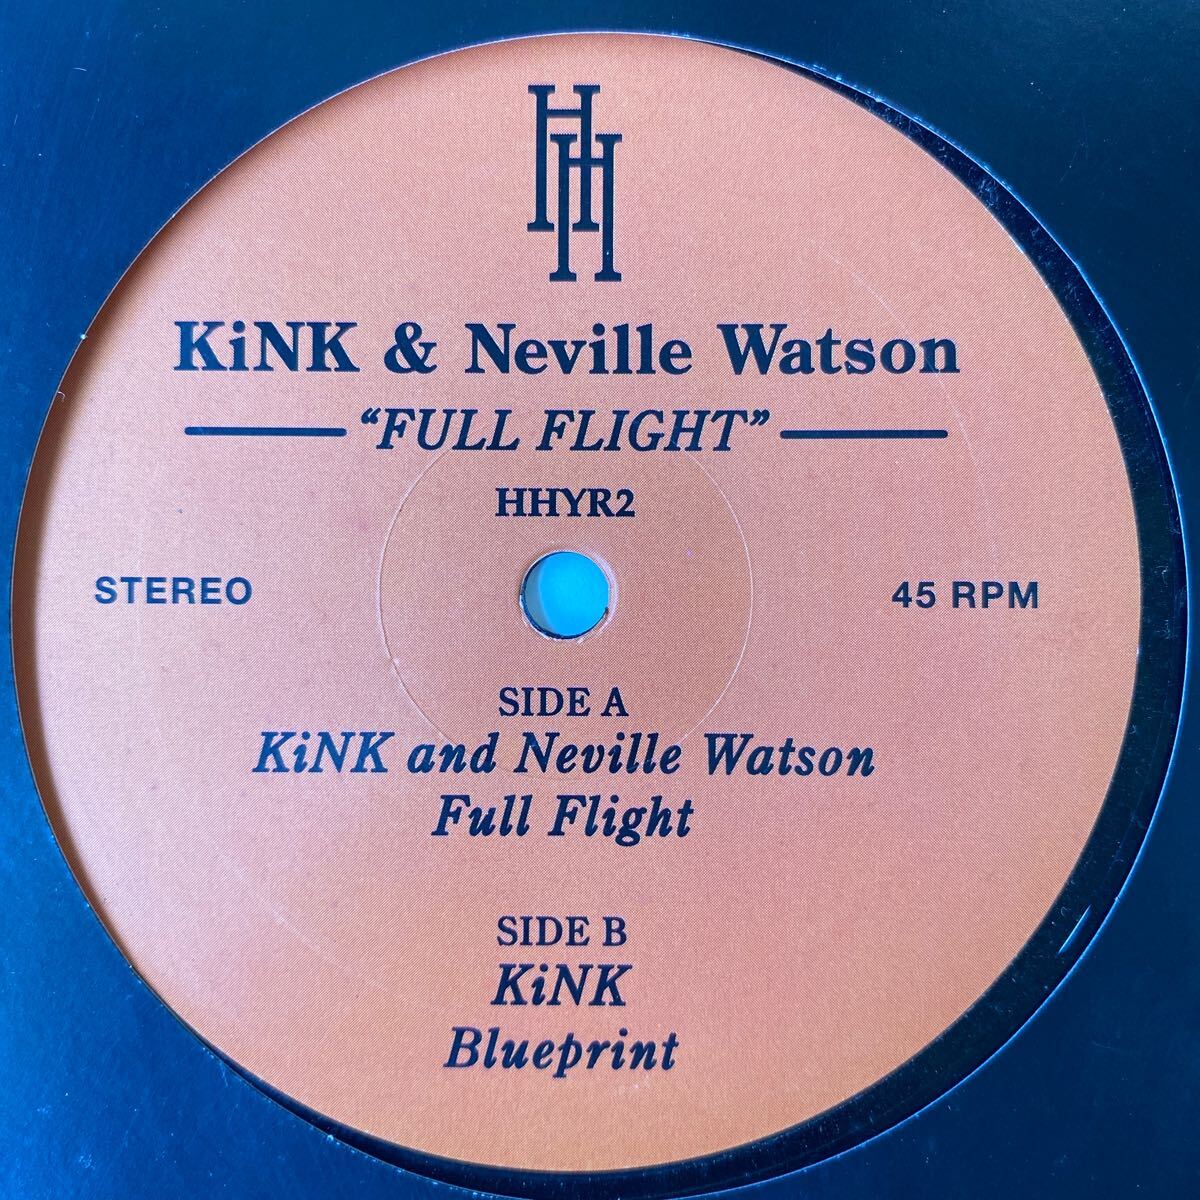 HH
KiNK & Neville Watson
“FULL FLIGHT”
HHYR2
STEREO
45 RPM
SIDE A
KiNK and Neville Watson
Full Flight
SIDE B
KiNK
Blueprint